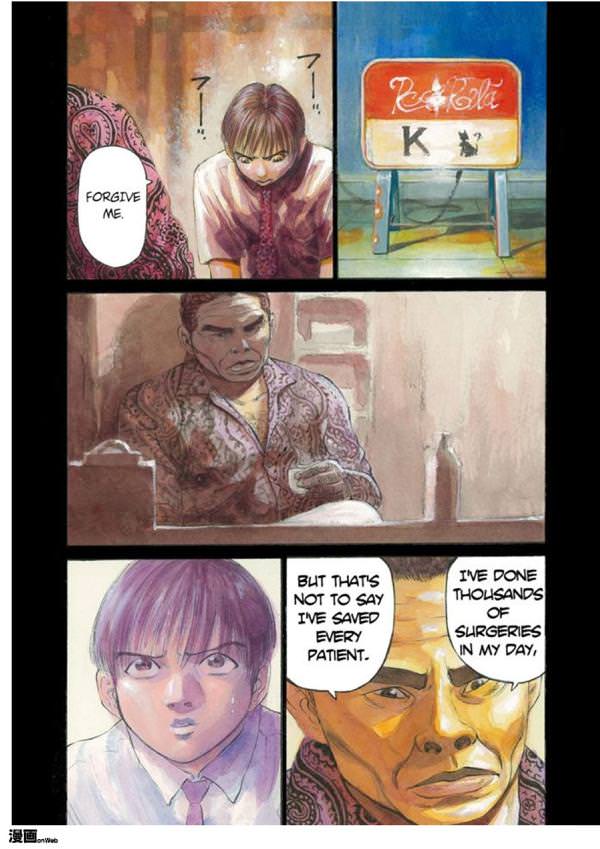 K
フー
フー
FORGIVE
ME.
I'VE DONE
THOUSANDS
OF
SURGERIES
IN MY DAY,
BUT THAT'S
NOT TO SAY
I'VE SAVED
EVERY
PATIENT.
漫画onWeb